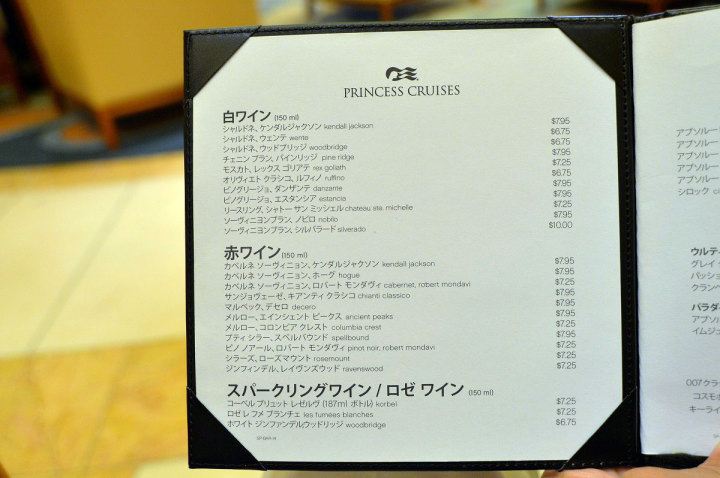 PRINCESS CRUISES
白ワイン (150 ml)
シャルドネ、ケンダルジャクソン kendall jackson $7.95
シャルドネ、ウェンテ wente $6.75
シャルドネ、ウッドブリッジ woodbridge $6.75
チェニン ブラン、パインリッジ pine ridge $7.95
モスカト、レックス ゴリアテ rex goliath $7.25
オリヴィエト クラシコ、ルフィノ ruffino $6.75
ピノグリージョ、ダンザンテ danzante $7.95
ピノグリージョ、エスタンシア estancia $7.95
リースリング、シャトー サン ミッシェル chateau ste. michelle $7.25
ソーヴィニヨンブラン、ノビロ nobilo $7.95
ソーヴィニヨンブラン、シルバラード silverado $10.00
赤ワイン (150 ml)
カベルネ ソーヴィニョン、ケンダルジャクソン kendall jackson $7.95
カベルネ ソーヴィニョン、ホーグ hogue $7.95
カベルネ ソーヴィニョン、ロバート モンダヴィ cabernet, robert mondavi $7.25
サンジョヴェーゼ、キアンティ クラシコ chianti classico $7.95
マルベック、デセロ decero $7.95
メルロー、エインシェント ピークス ancient peaks $7.95
メルロー、コロンビア クレスト columbia crest $7.25
プティ シラー、スペルバウンド spellbound $7.95
ピノ ノアール、ロバート モンダヴィ pinot noir, robert mondavi $7.25
シラーズ、ローズマウント rosemount $7.25
ジンファンデル、レイヴンズウッド ravenswood $7.25
スパークリングワイン / ロゼ ワイン (150 ml)
コーベル ブリュット レゼルヴ (187ml ボトル) korbel $7.25
ロゼ レ フメ ブランチェ les fumées blanches $7.25
ホワイト ジンファンデルウッドリッジ woodbridge $6.75
アブソルー
アブソルー
アブソルー
アブソルー
アブソルー
シロック
ウルテ
グレイ
パッシ
クランベ
パラダ
アブソル
イムジュ
007クラ
コスモポ
キーライ